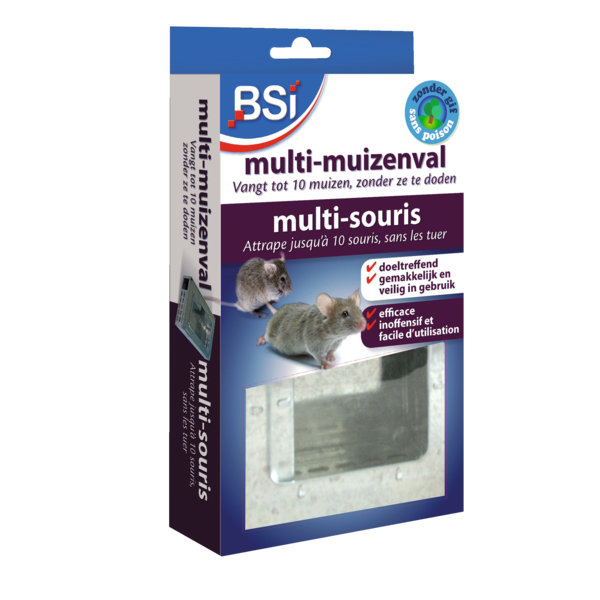 BSi
zonder gif
sans poison
multi-muizenval
Vangt tot 10 muizen, zonder ze te doden
multi-souris
Attrape jusqu'à 10 souris, sans les tuer
doeltreffend
gemakkelijk en
veilig in gebruik
efficace
inoffensif et
facile d'utilisation
multi-muizenval
Vangt tot 10 muizen
zonder ze te doden
multi-souris
Attrape jusqu'à 10 souris,
sans les tuer